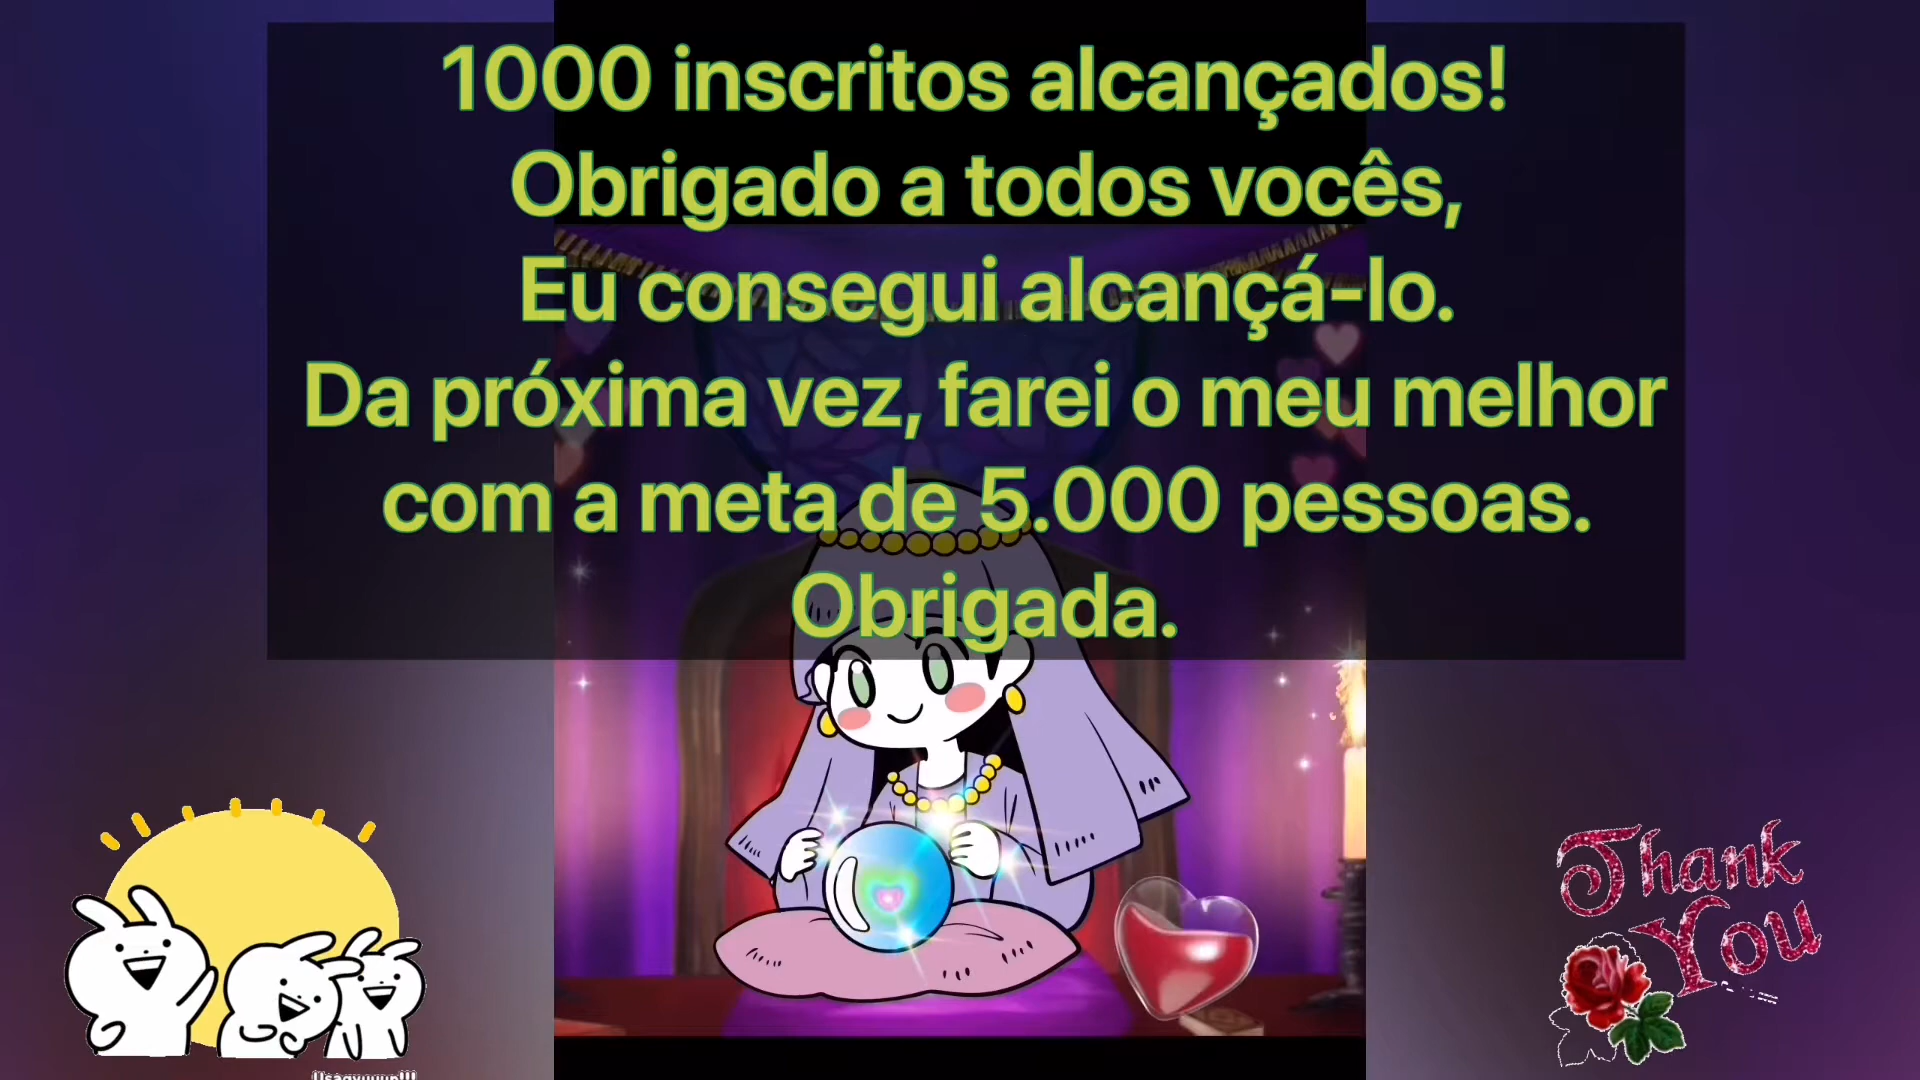 1000 inscritos alcançados!
Obrigado a todos vocês,
Eu consegui alcançá-lo.
Da próxima vez, farei o meu melhor
com a meta de 5.000 pessoas.
Obrigada.
Thank
You